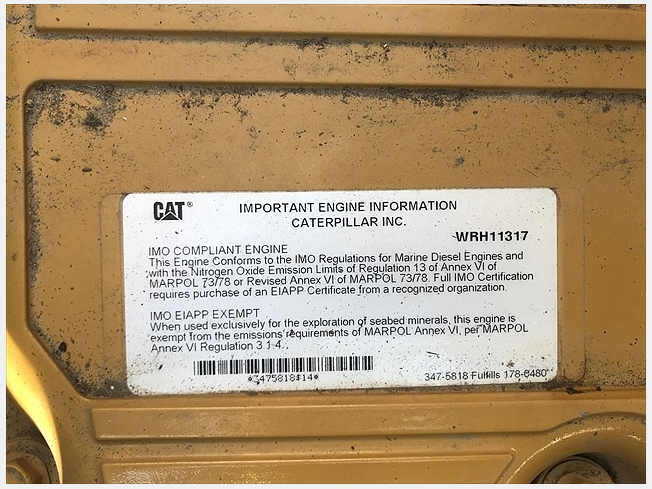 CAT®
IMPORTANT ENGINE INFORMATION
CATERPILLAR INC.
WRH11317
IMO COMPLIANT ENGINE
This Engine Conforms to the IMO Regulations for Marine Diesel Engines and
with the Nitrogen Oxide Emission Limits of Regulation 13 of Annex VI of
MARPOL 73/78 or Revised Annex VI of MARPOL 73/78. Full IMO Certification
requires purchase of an EIAPP Certificate from a recognized organization.
IMO EIAPP EXEMPT
When used exclusively for the exploration of seabed minerals, this engine is
exempt from the emissions requirements of MARPOL Annex VI, per MARPOL
Annex VI Regulation 3.1.4.
*3475818#14*
347-5818 Fulfills 178-0480